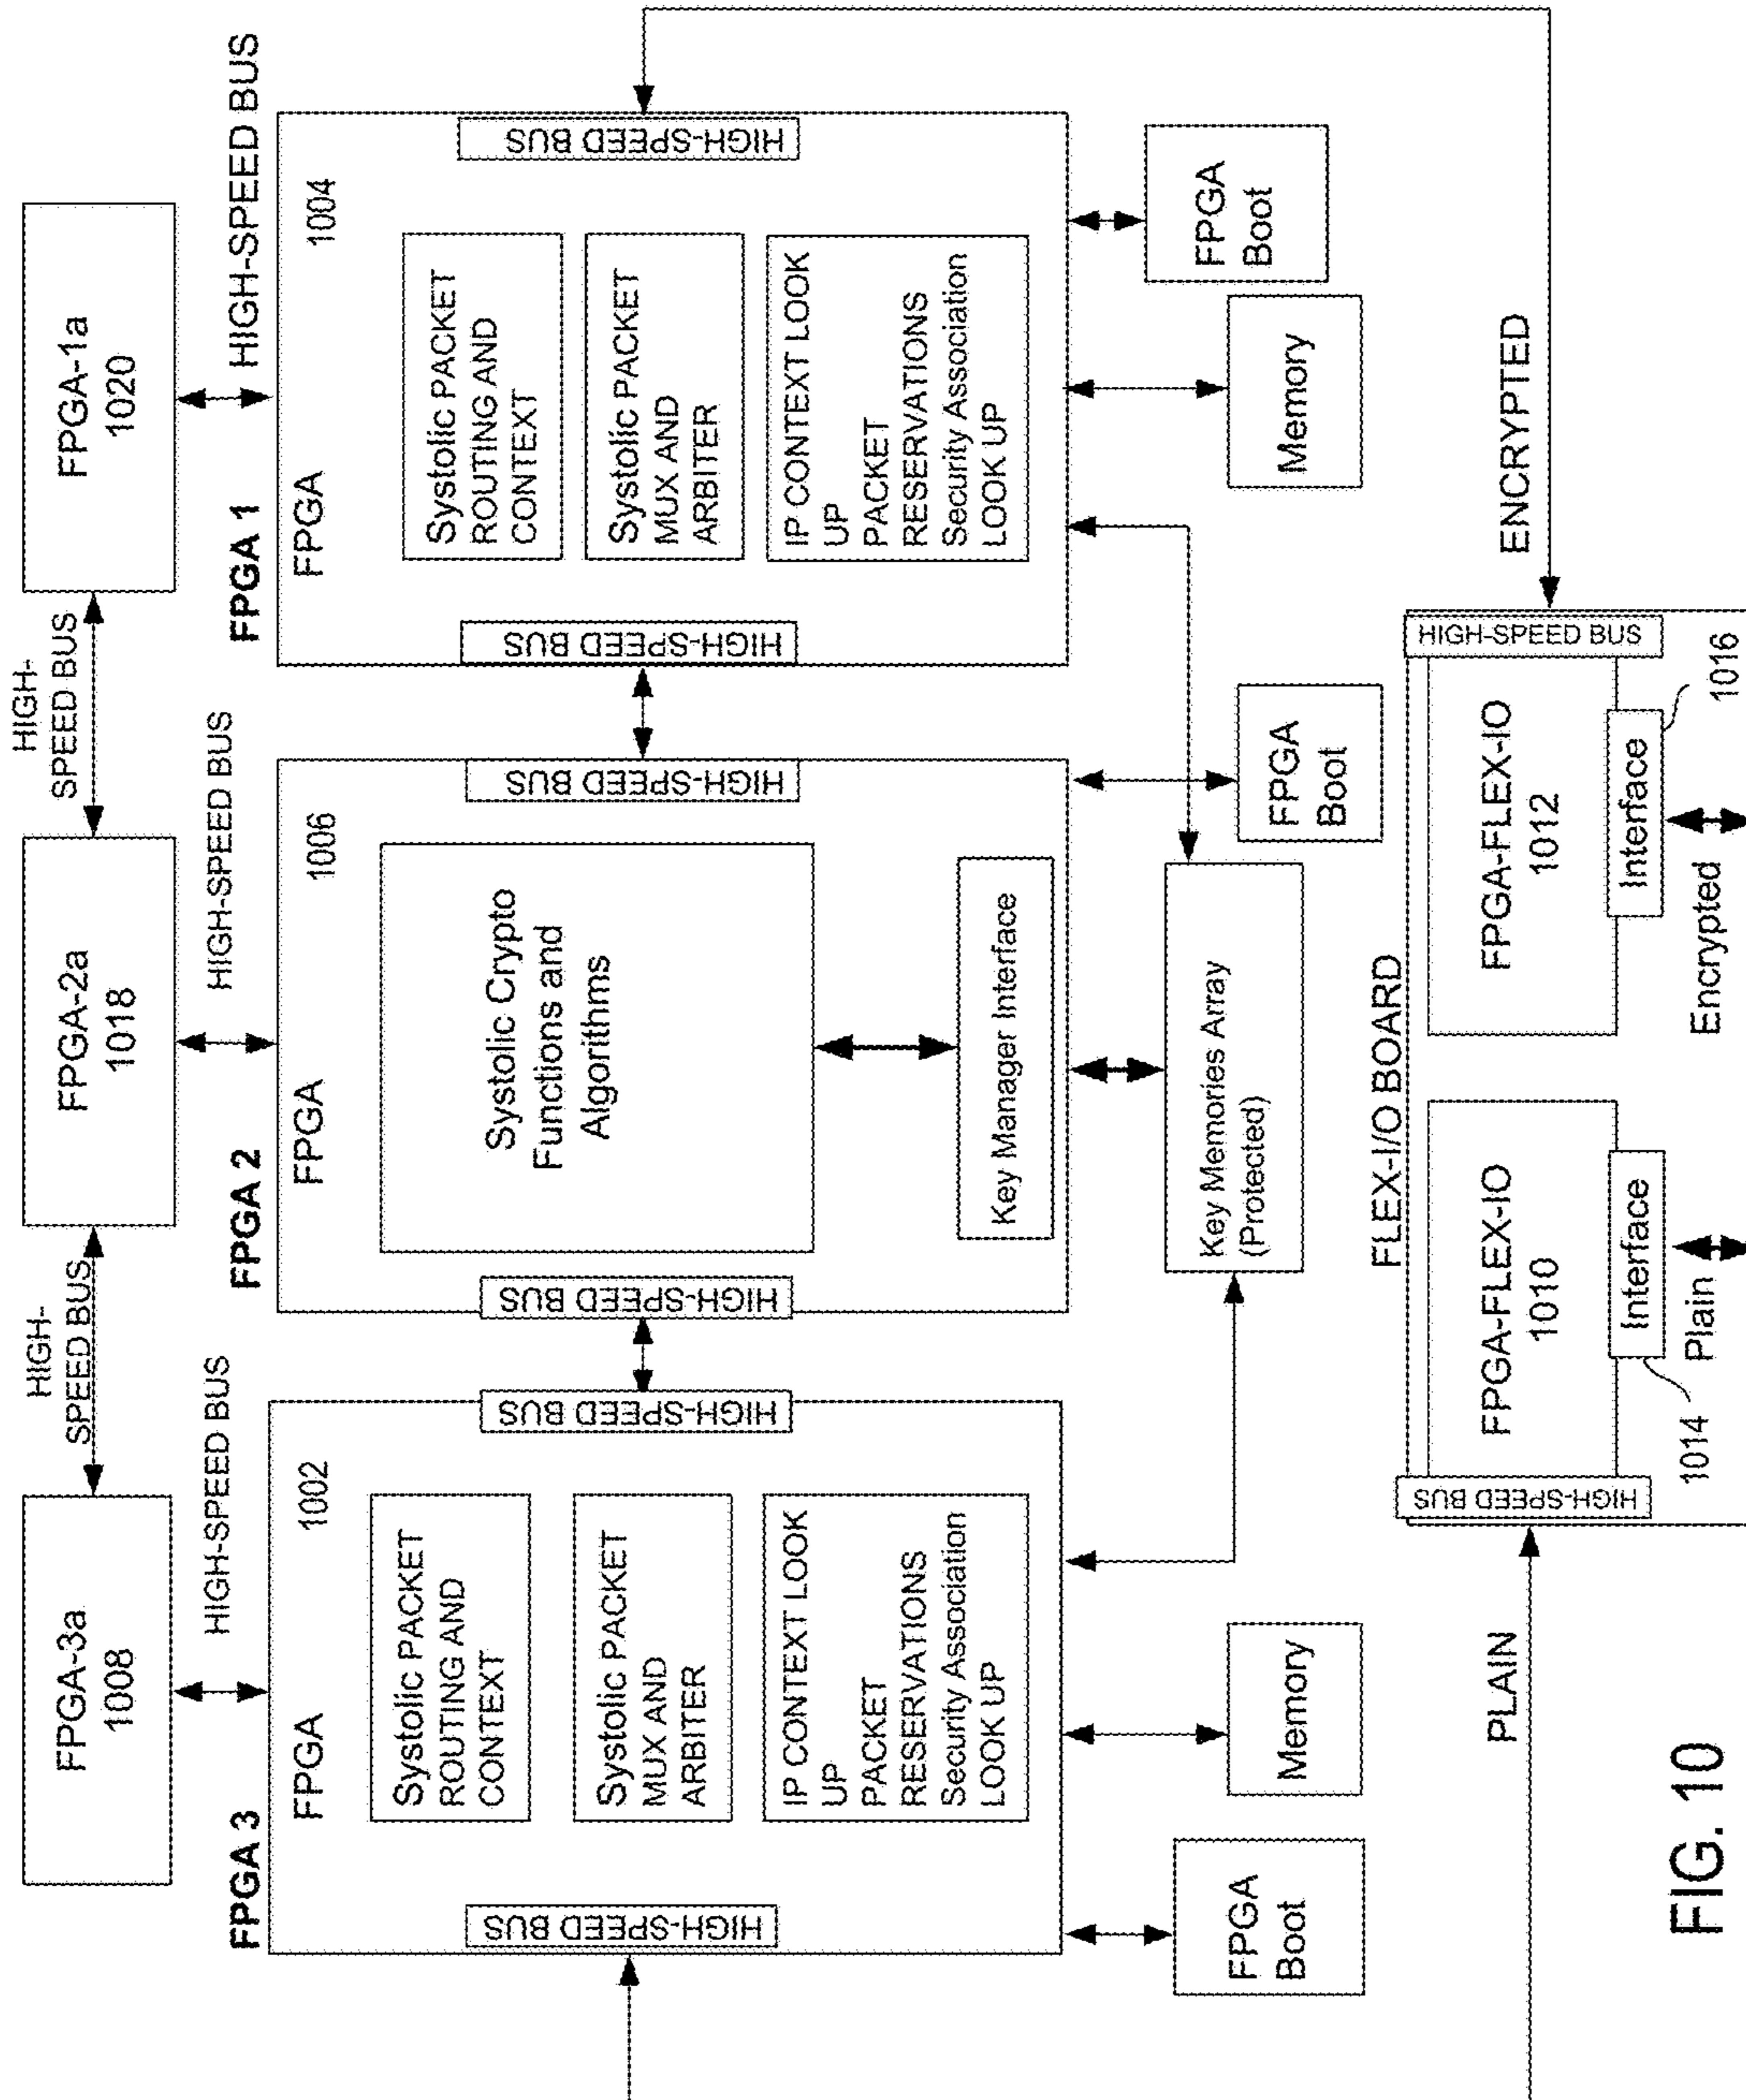 FPGA-3a
1008
HIGH-
SPEED BUS
FPGA-2a
1018
HIGH-
SPEED BUS
FPGA-1a
1020
FPGA 3
HIGH-SPEED BUS
FPGA 2
HIGH-SPEED BUS
FPGA 1
HIGH-SPEED BUS
FPGA
1002
HIGH-SPEED BUS
Systolic PACKET
ROUTING AND
CONTEXT
Systolic PACKET
MUX AND
ARBITER
IP CONTEXT LOOK
UP
PACKET
RESERVATIONS
Security Association
LOOK UP
HIGH-SPEED BUS
FPGA
1006
HIGH-SPEED BUS
Systolic Crypto
Functions and
Algorithms
Key Manager Interface
HIGH-SPEED BUS
FPGA
1004
HIGH-SPEED BUS
Systolic PACKET
ROUTING AND
CONTEXT
Systolic PACKET
MUX AND
ARBITER
IP CONTEXT LOOK
UP
PACKET
RESERVATIONS
Security Association
LOOK UP
HIGH-SPEED BUS
FPGA
Boot
Memory
Key Memories Array
(Protected)
FPGA
Boot
Memory
FPGA
Boot
PLAIN
FLEX-I/O BOARD
ENCRYPTED
HIGH-SPEED BUS
FPGA-FLEX-IO
1010
FPGA-FLEX-IO
1012
HIGH-SPEED BUS
1014
Interface
Interface
1016
Plain
Encrypted
FIG. 10